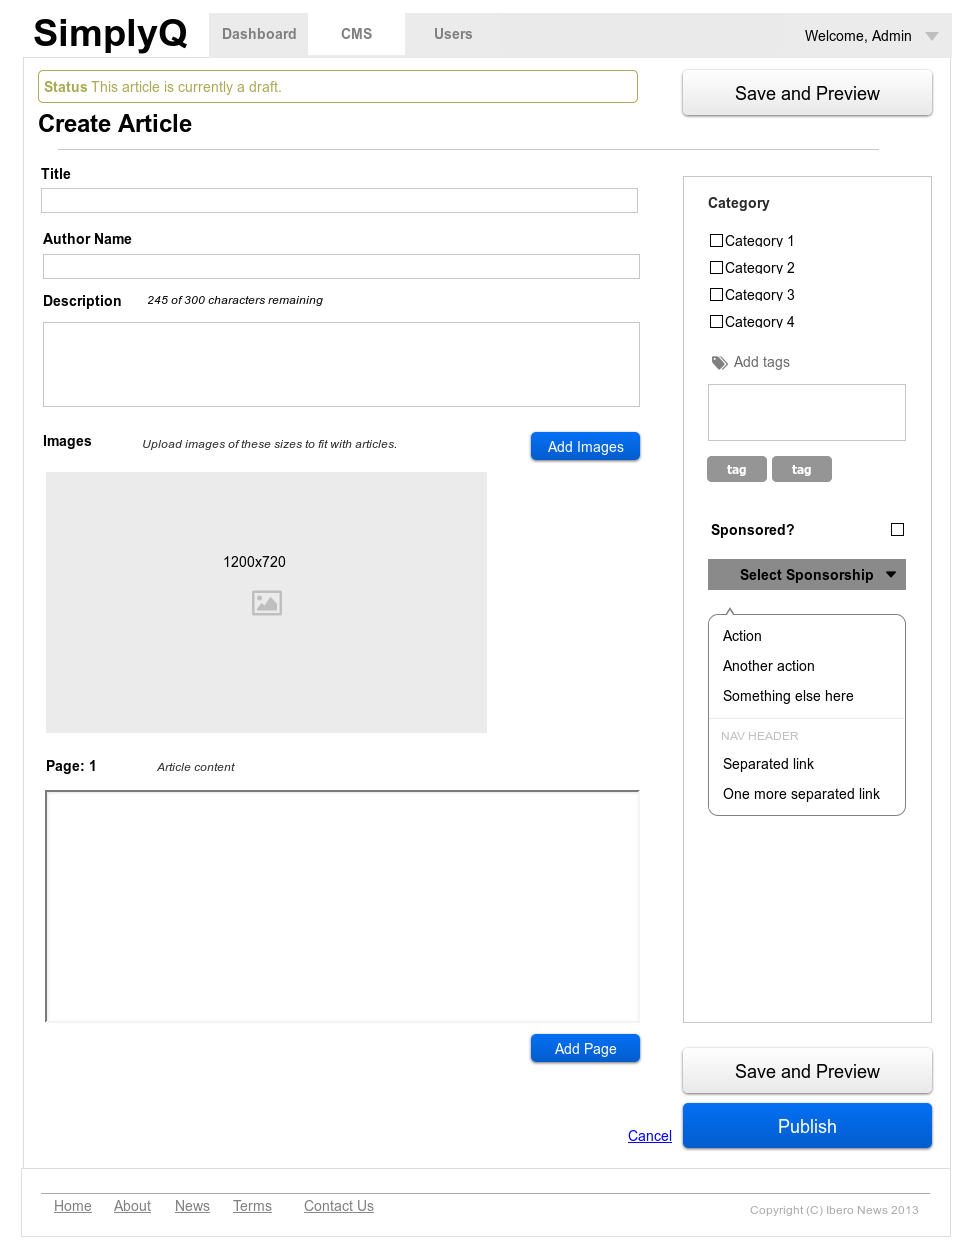 SimplyQ
Dashboard
CMS
Users
Welcome, Admin
Status This article is currently a draft.
Save and Preview
Create Article
Title
Author Name
Description
245 of 300 characters remaining
Images
Upload images of these sizes to fit with articles.
Add Images
1200x720
Page: 1
Article content
Add Page
Category
Category 1
Category 2
Category 3
Category 4
Add tags
tag
tag
Sponsored?
Select Sponsorship
Action
Another action
Something else here
NAV HEADER
Separated link
One more separated link
Save and Preview
Cancel
Publish
Home
About
News
Terms
Contact Us
Copyright (C) Ibero News 2013